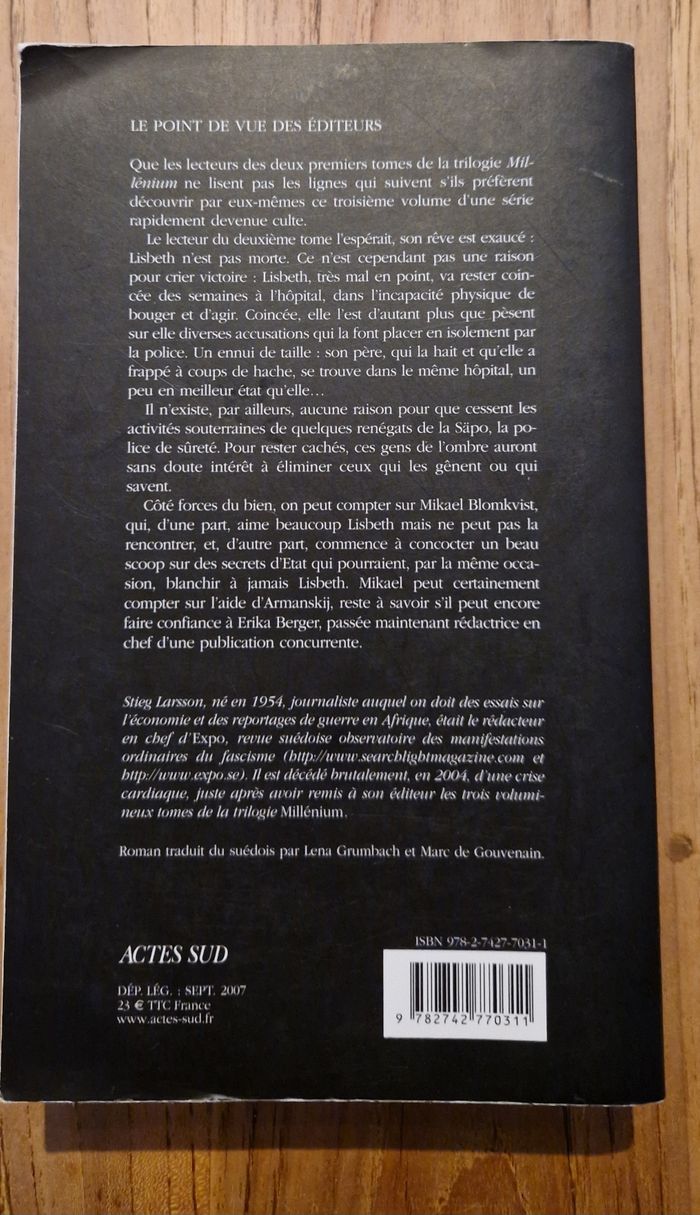 LE POINT DE VUE DES ÉDITEURS
Que les lecteurs des deux premiers tomes de la trilogie Mil-
lénium ne lisent pas les lignes qui suivent s'ils préfèrent
découvrir par eux-mêmes ce troisième volume d'une série
rapidement devenue culte.
Le lecteur du deuxième tome l'espérait, son rêve est exaucé :
Lisbeth n'est pas morte. Ce n'est cependant pas une raison
pour crier victoire : Lisbeth, très mal en point, va rester coin-
cée des semaines à l'hôpital, dans l'incapacité physique de
bouger et d'agir. Coincée, elle l'est d'autant plus que pèsent
sur elle diverses accusations qui la font placer en isolement par
la police. Un ennui de taille : son père, qui la hait et qu'elle a
frappé à coups de hache, se trouve dans le même hôpital, un
peu en meilleur état qu'elle…
Il n'existe, par ailleurs, aucune raison pour que cessent les
activités souterraines de quelques renégats de la Säpo, la po-
lice de sûreté. Pour rester cachés, ces gens de l'ombre auront
sans doute intérêt à éliminer ceux qui les gênent ou qui
savent.
Côté forces du bien, on peut compter sur Mikael Blomkvist,
qui, d'une part, aime beaucoup Lisbeth mais ne peut pas la
rencontrer, et, d'autre part, commence à concocter un beau
scoop sur des secrets d'Etat qui pourraient, par la même occa-
sion, blanchir à jamais Lisbeth. Mikael peut certainement
compter sur l'aide d'Armanskij, reste à savoir s'il peut encore
faire confiance à Erika Berger, passée maintenant rédactrice en
chef d'une publication concurrente.
Stieg Larsson, né en 1954, journaliste auquel on doit des essais sur
l'économie et des reportages de guerre en Afrique, était le rédacteur
en chef d'Expo, revue suédoise observatoire des manifestations
ordinaires du fascisme (http://www.searchlightmagazine.com et
http://www.expo.se). Il est décédé brutalement, en 2004, d'une crise
cardiaque, juste après avoir remis à son éditeur les trois volumi-
neux tomes de la trilogie Millénium.
Roman traduit du suédois par Lena Grumbach et Marc de Gouvenain.
ACTES SUD
DÉP. LÉG. : SEPT. 2007
23 € TTC France
www.actes-sud.fr
ISBN 978-2-7427-7031-1
9 782742 770311